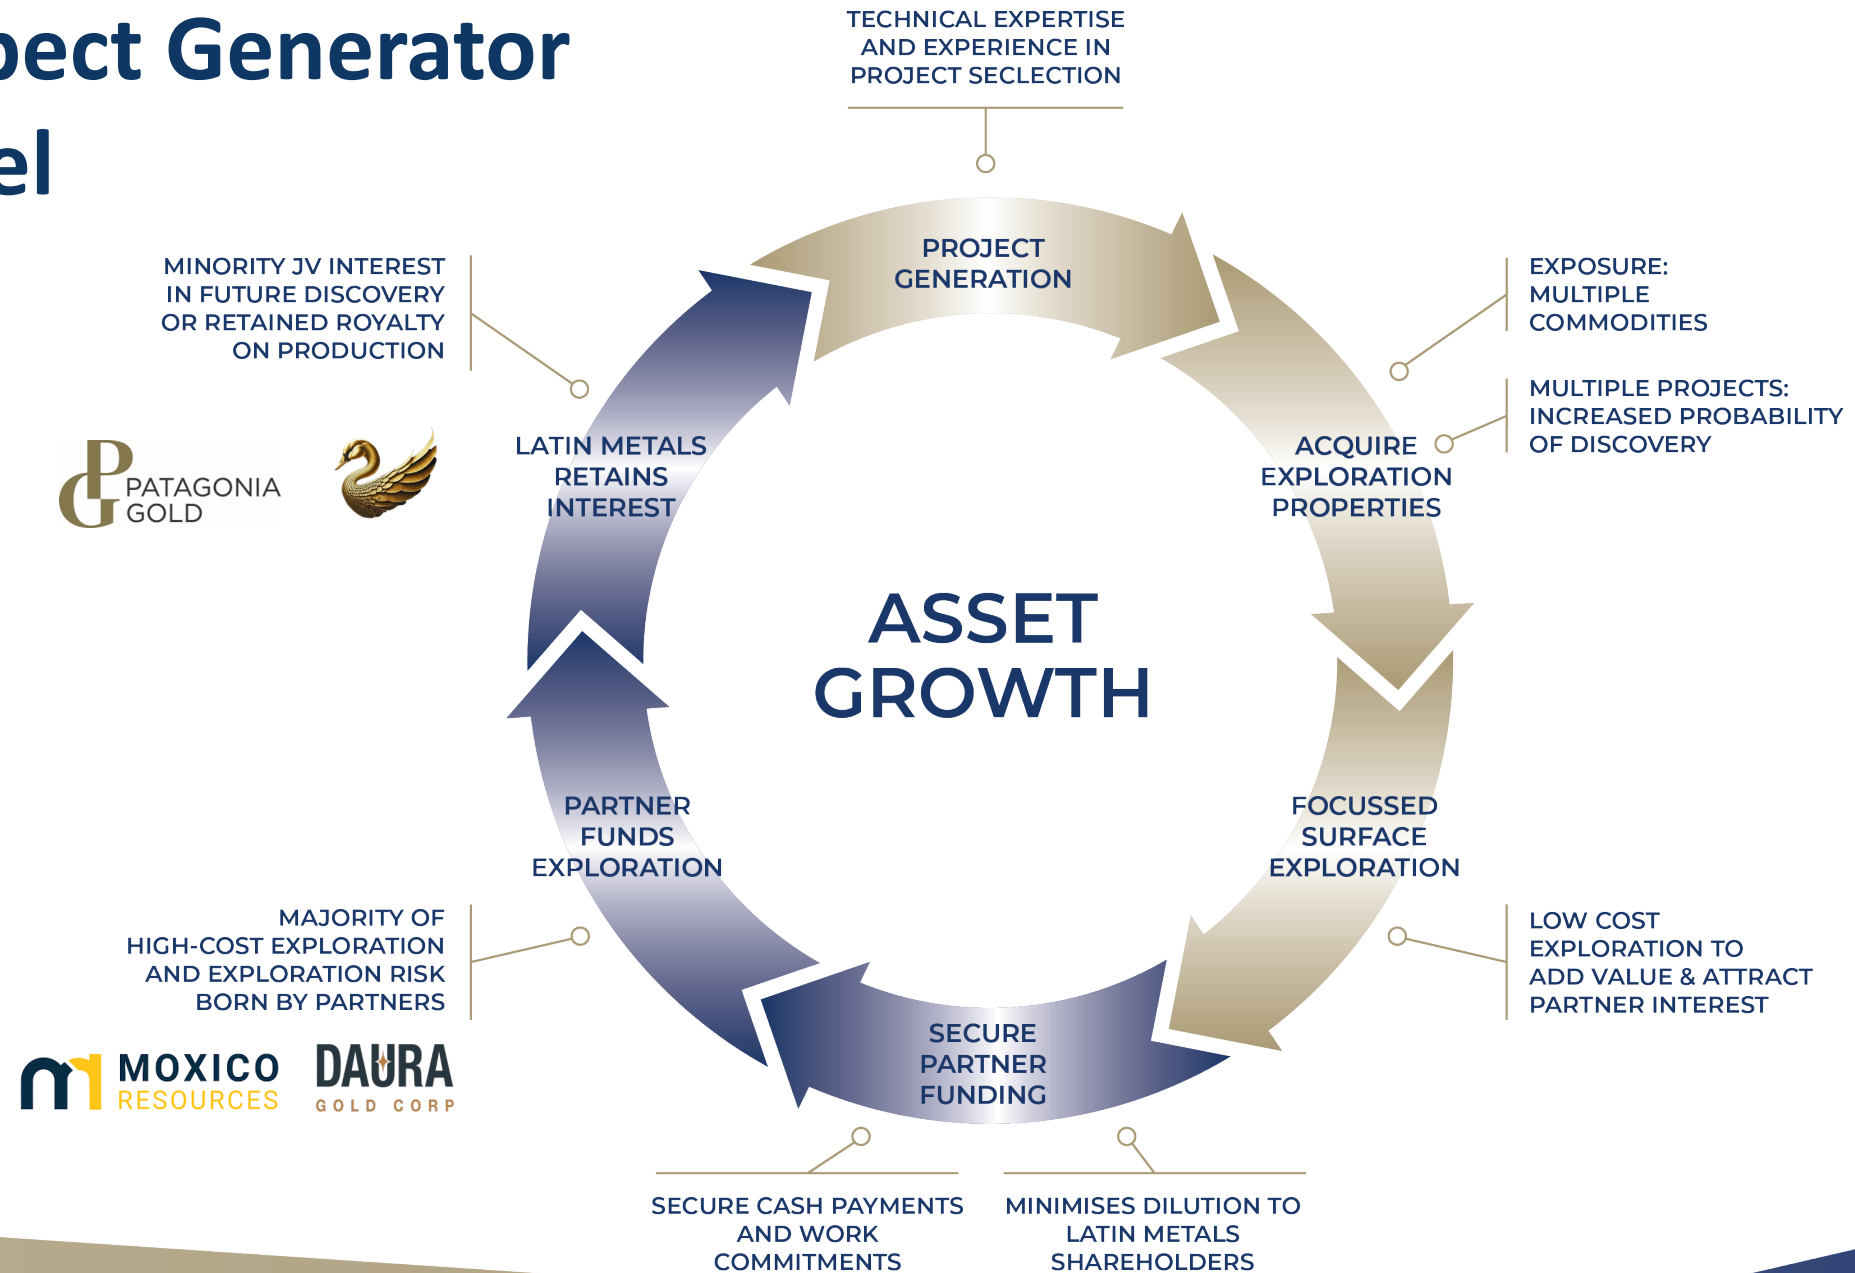 pect Generator
el
TECHNICAL EXPERTISE
AND EXPERIENCE IN
PROJECT SECLECTION
PROJECT
GENERATION
EXPOSURE:
MULTIPLE
COMMODITIES
MULTIPLE PROJECTS:
INCREASED PROBABILITY
OF DISCOVERY
ACQUIRE
EXPLORATION
PROPERTIES
FOCUSSED
SURFACE
EXPLORATION
LOW COST
EXPLORATION TO
ADD VALUE & ATTRACT
PARTNER INTEREST
SECURE
PARTNER
FUNDING
MINIMISES DILUTION TO
LATIN METALS
SHAREHOLDERS
SECURE CASH PAYMENTS
AND WORK
COMMITMENTS
PARTNER
FUNDS
EXPLORATION
MAJORITY OF
HIGH-COST EXPLORATION
AND EXPLORATION RISK
BORN BY PARTNERS
MOXICO
RESOURCES
DAURA
GOLD CORP
LATIN METALS
RETAINS
INTEREST
MINORITY JV INTEREST
IN FUTURE DISCOVERY
OR RETAINED ROYALTY
ON PRODUCTION
PATAGONIA
GOLD
ASSET
GROWTH